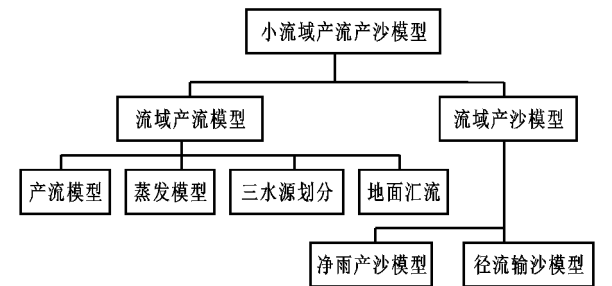 小流域产流产沙模型
流域产流模型
流域产沙模型
产流模型
蒸发模型
三水源划分
地面汇流
净雨产沙模型
径流输沙模型